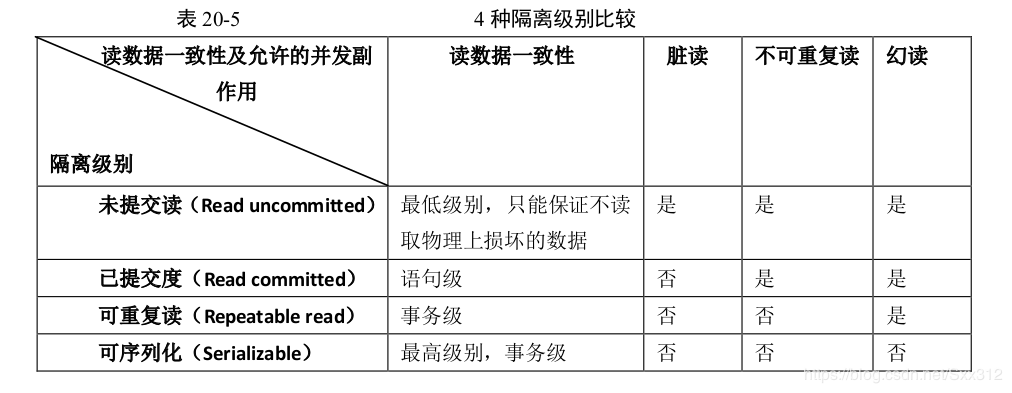 表 20-5 4 种隔离级别比较
读数据一致性及允许的并发副 读数据一致性 脏读 不可重复读 幻读
作用
隔离级别
未提交读（Read uncommitted） 最低级别，只能保证不读 是 是 是
取物理上损坏的数据
已提交度（Read committed） 语句级 否 是 是
可重复读（Repeatable read） 事务级 否 否 是
可序列化（Serializable） 最高级别，事务级 否 否 否
https://blog.csdn.net/Sxx312